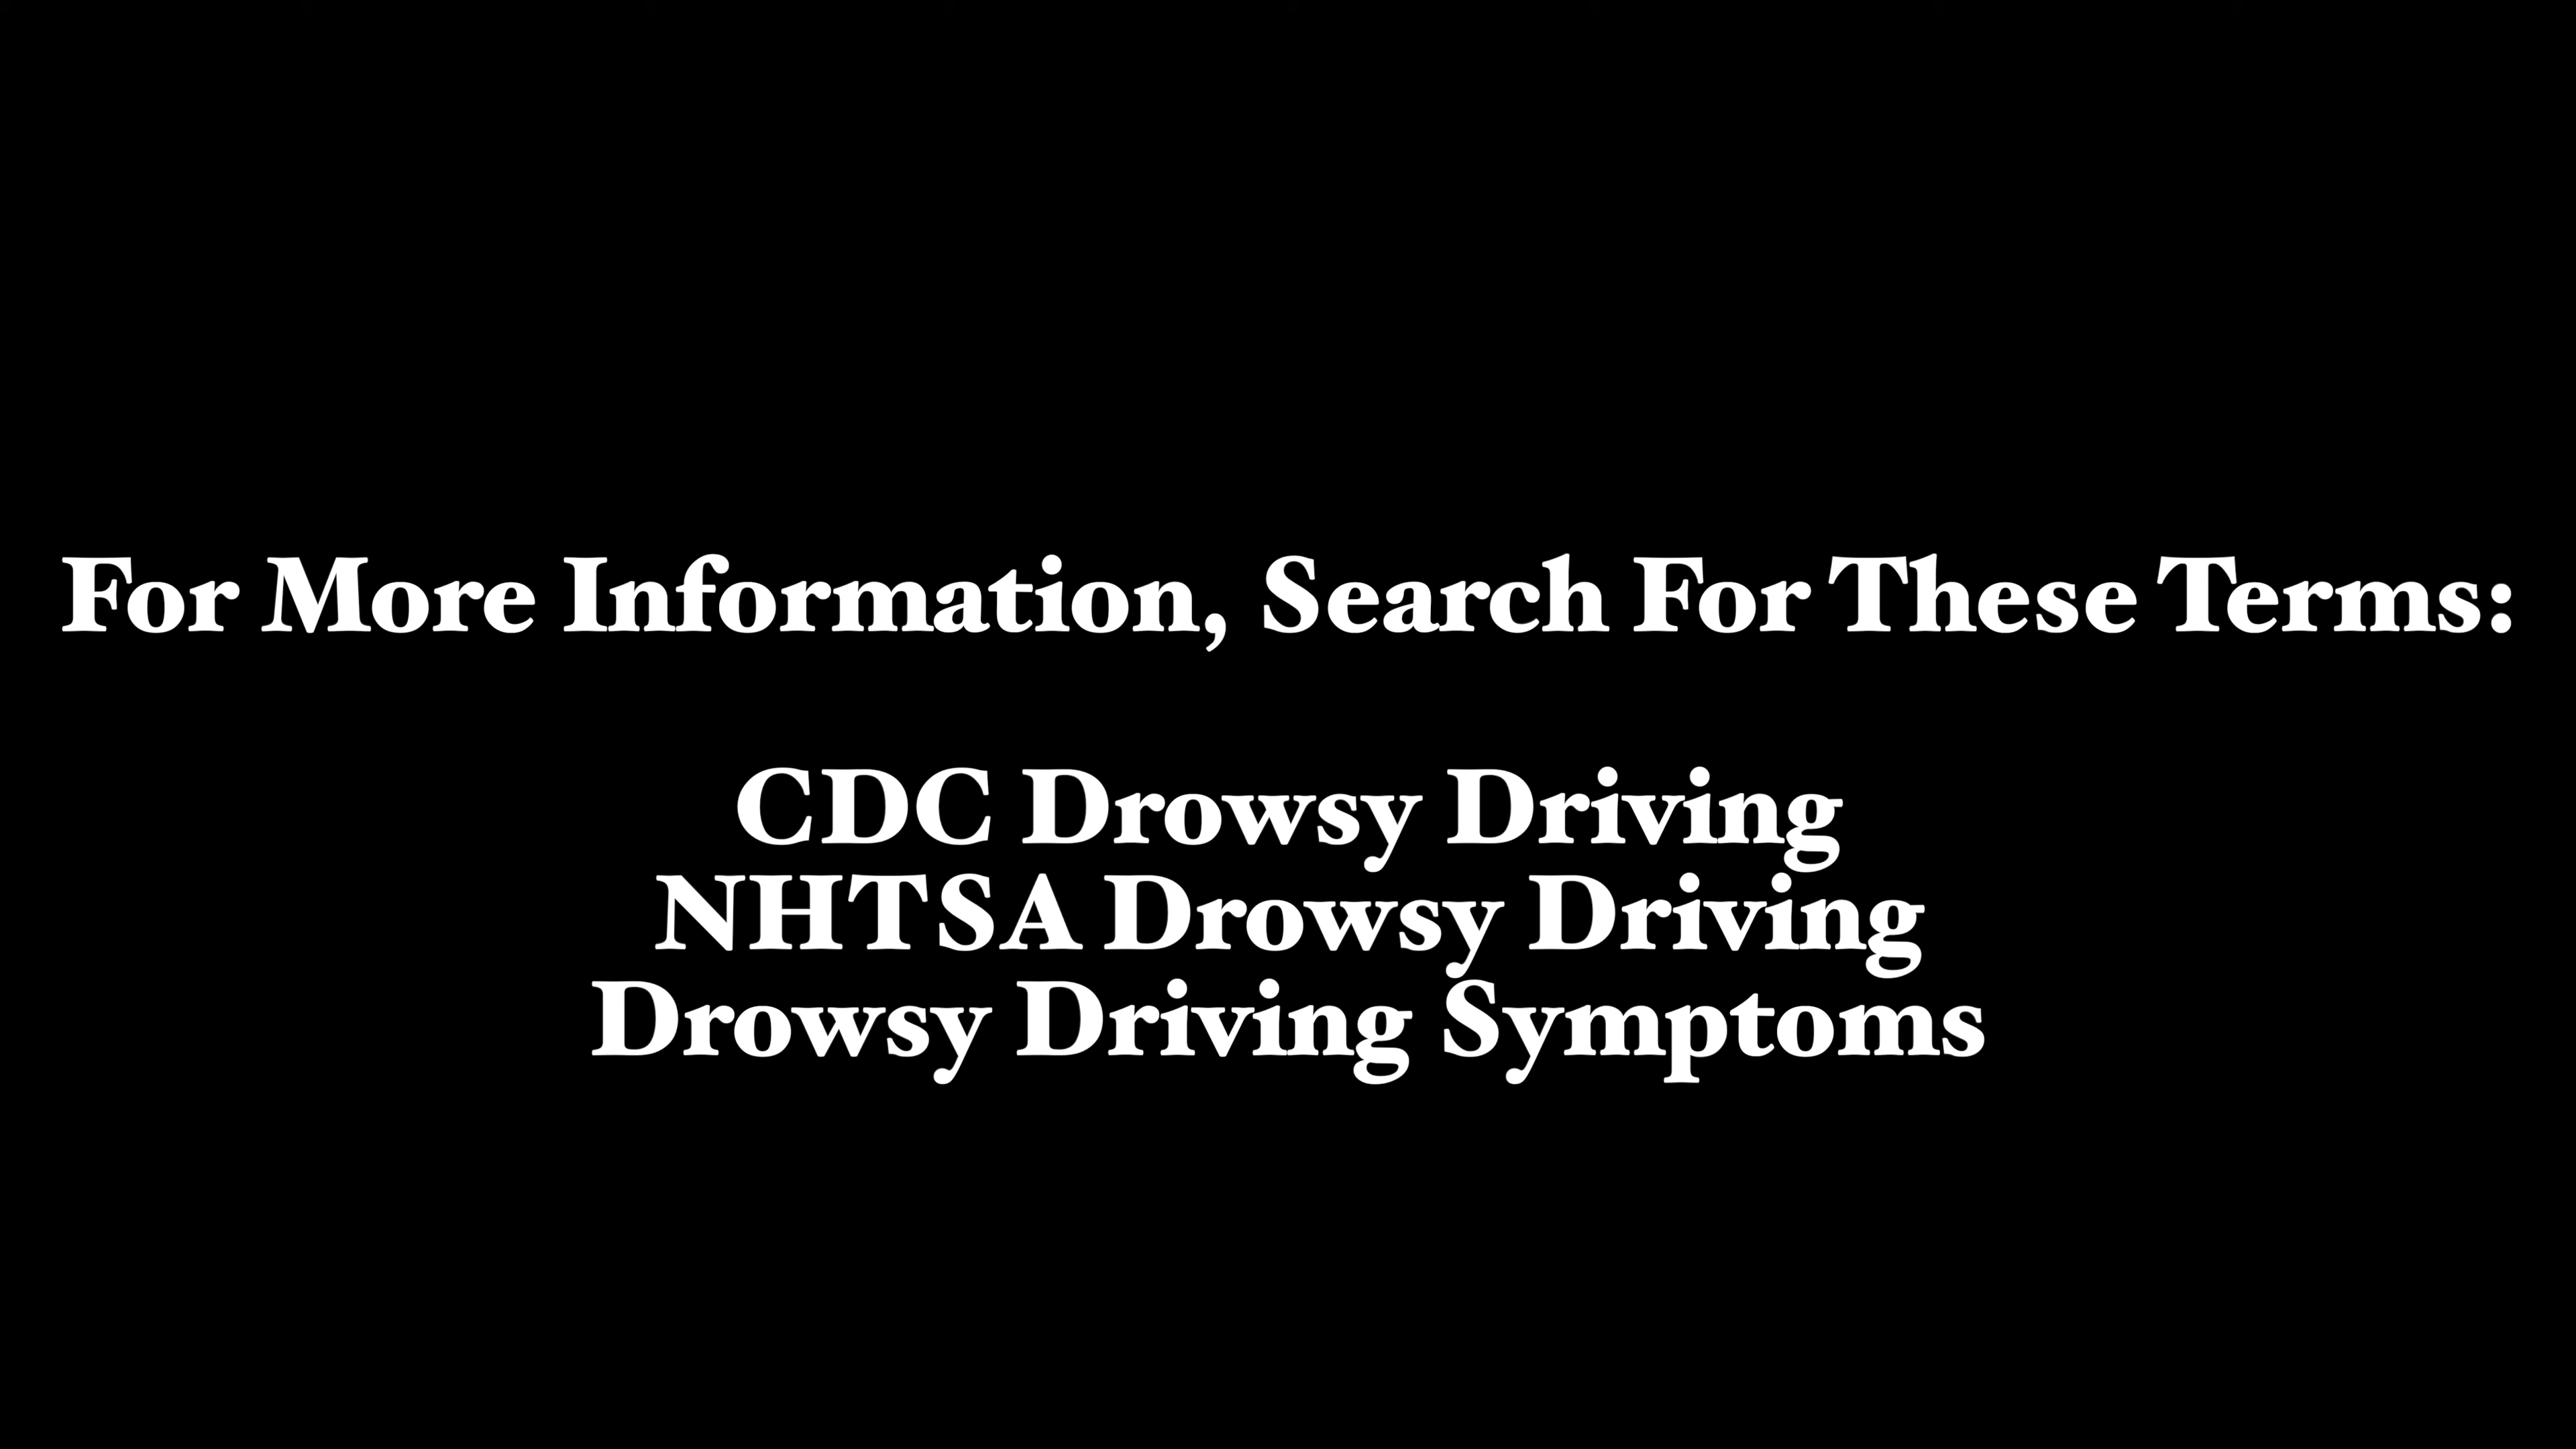 For More Information, Search For These Terms:
CDC Drowsy Driving
NHTSA Drowsy Driving
Drowsy Driving Symptoms